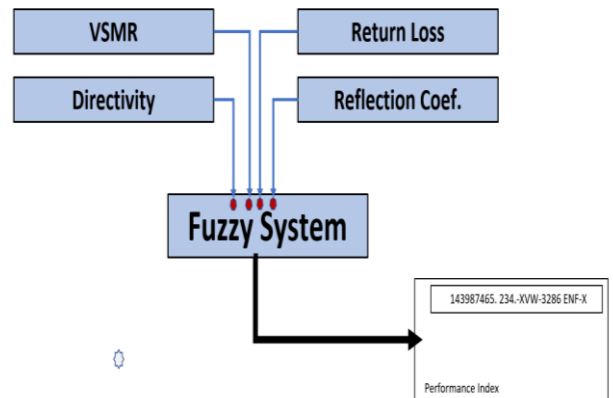 VSMR
Return Loss
Directivity
Reflection Coef.
Fuzzy System
143987465. 234.-XVW-3286 ENF-X
Performance Index